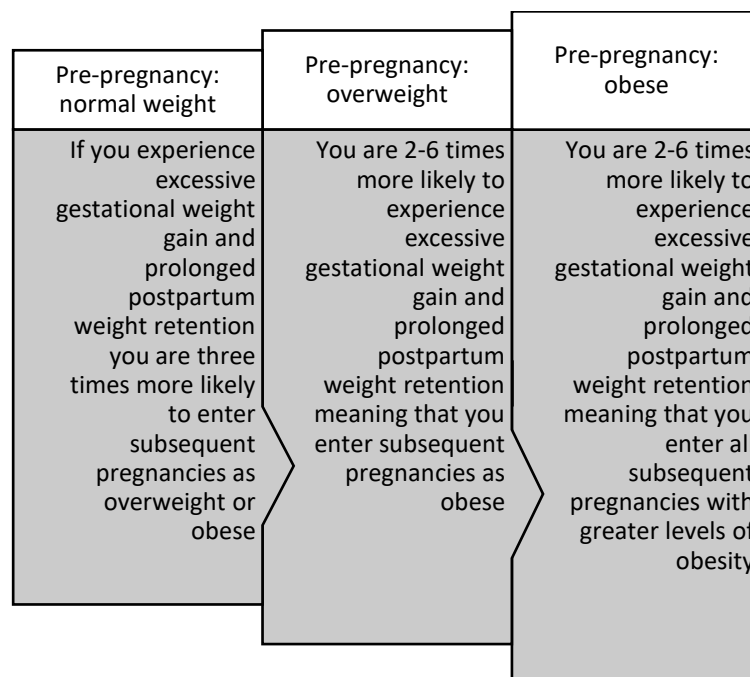 Pre-pregnancy:
normal weight
If you experience
excessive
gestational weight
gain and
prolonged
postpartum
weight retention
you are three
times more likely
to enter
subsequent
pregnancies as
overweight or
obese
Pre-pregnancy:
overweight
You are 2-6 times
more likely to
experience
excessive
gestational weight
gain and
prolonged
postpartum
weight retention
meaning that you
enter subsequent
pregnancies as
obese
Pre-pregnancy:
obese
You are 2-6 times
more likely to
experience
excessive
gestational weight
gain and
prolonged
postpartum
weight retention
meaning that you
enter all
subsequent
pregnancies with
greater levels of
obesity